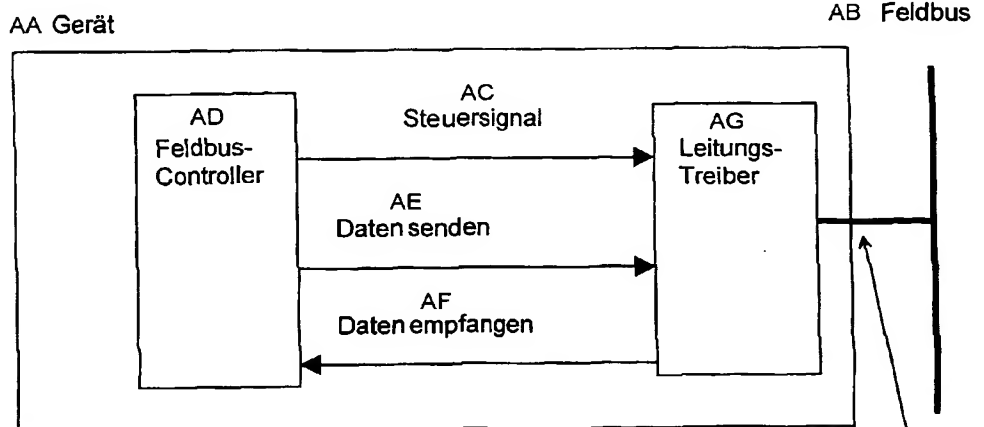 AA Gerät
AB Feldbus
AC
Steuersignal
AD
Feldbus-
Controller
AG
Leitungs-
Treiber
AE
Daten senden
AF
Daten empfangen